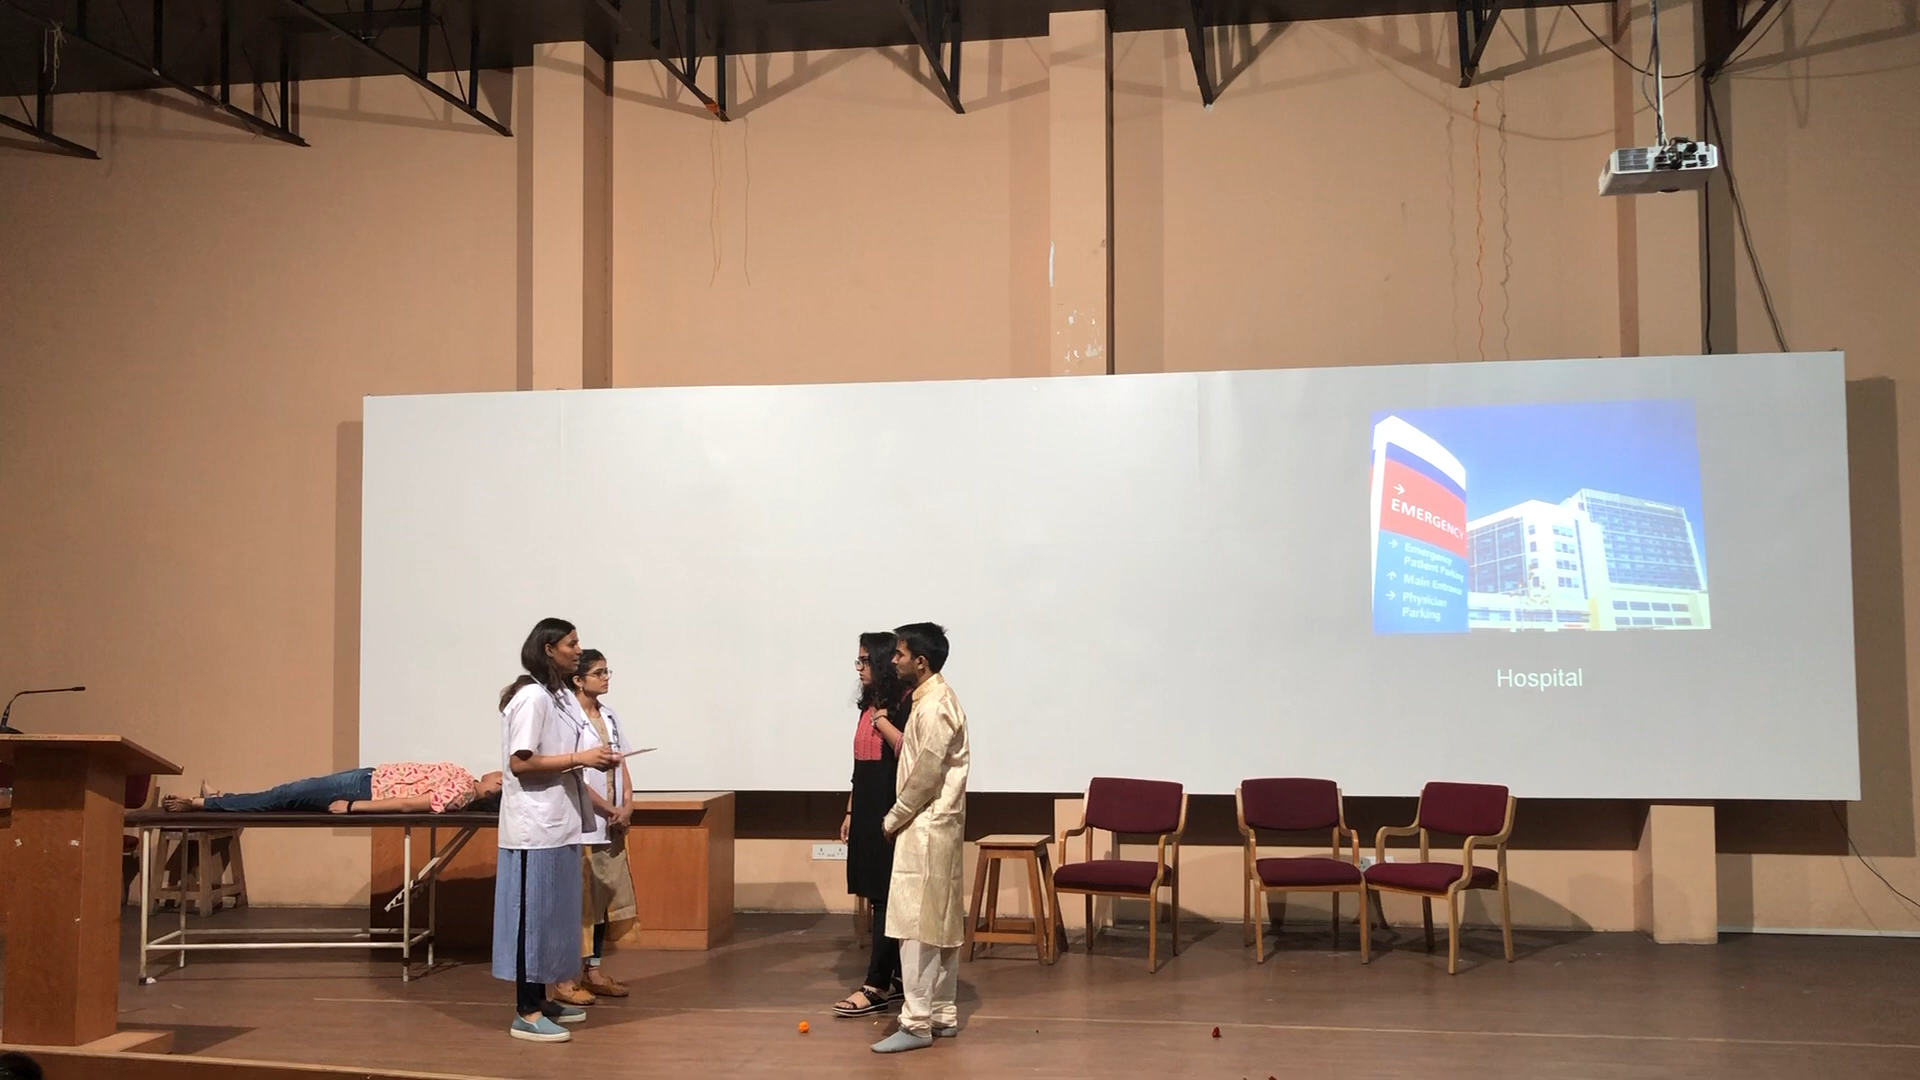 EMERGENCY
Emergency
Patient Parking
Main Entrance
Physician
Parking
Hospital